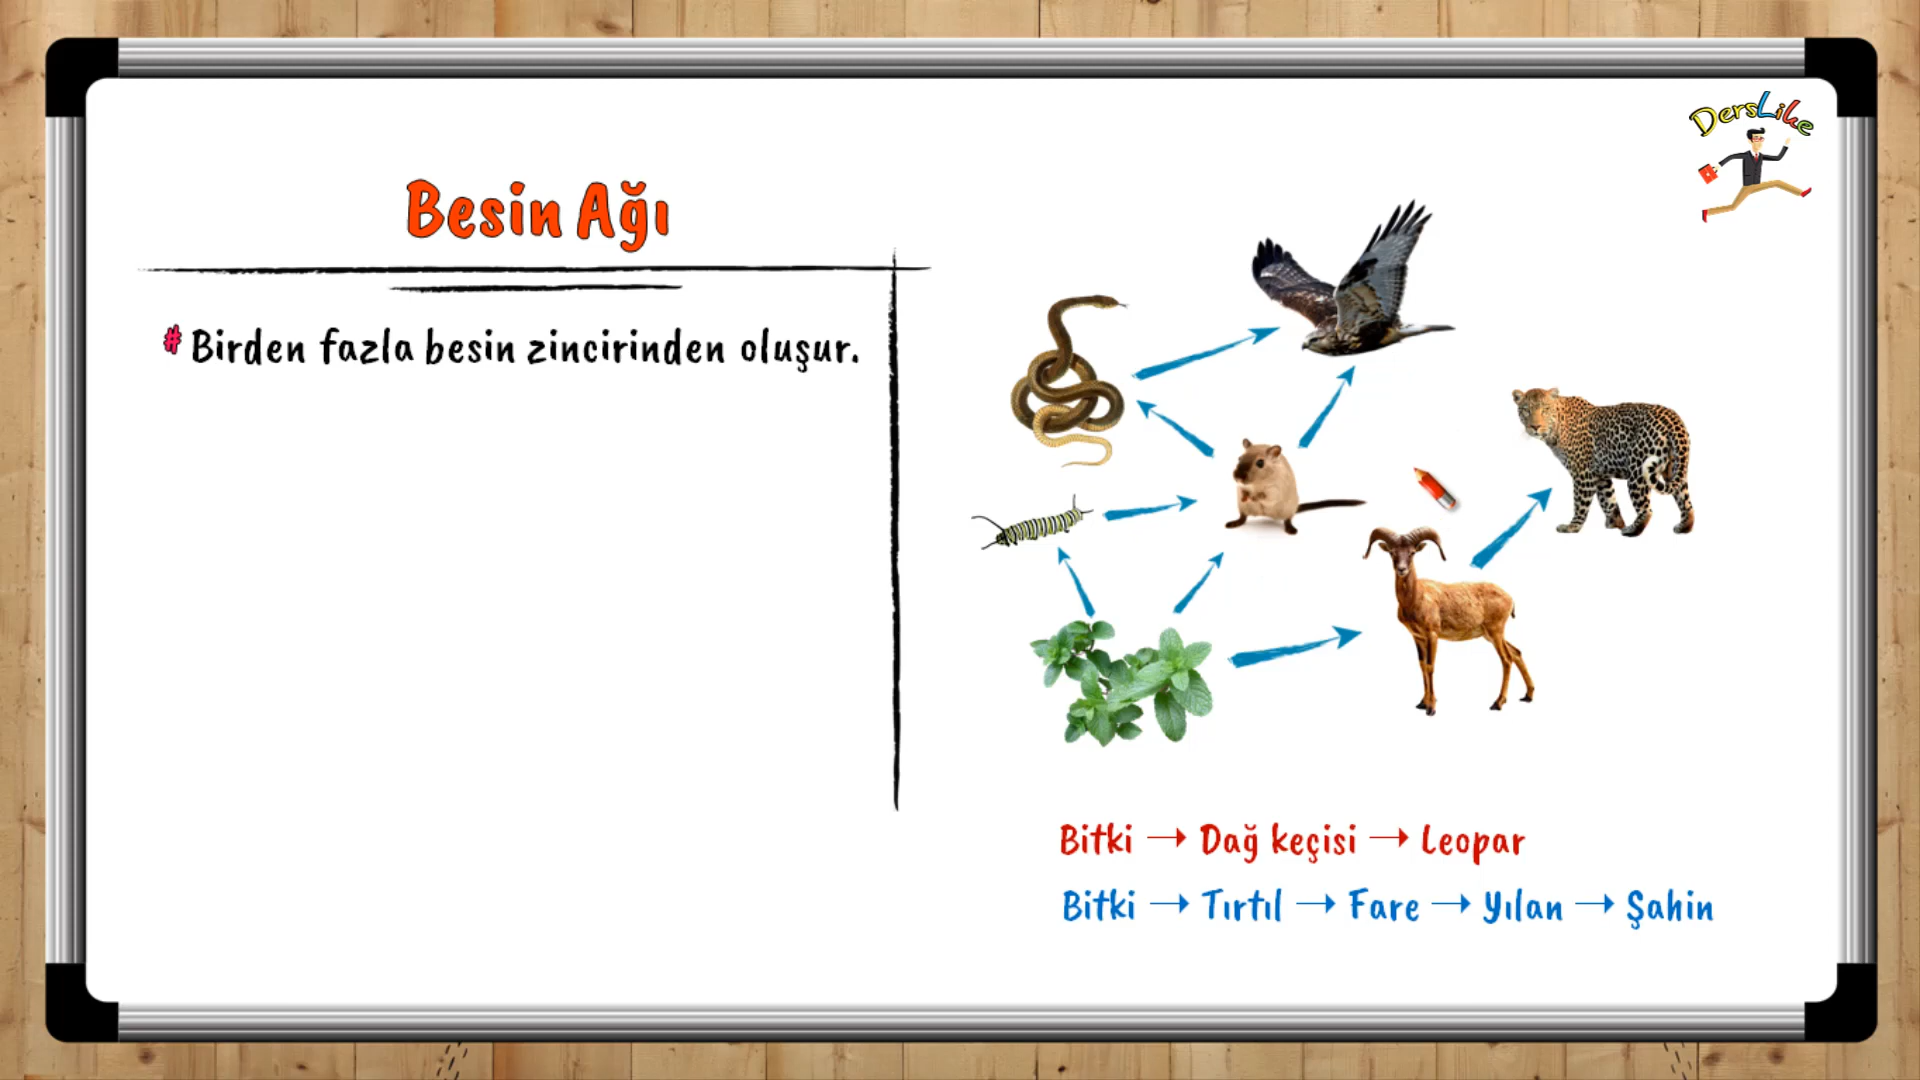 DersLike
Besin Ağı
# Birden fazla besin zincirinden oluşur.
Bitki → Dağ keçisi → Leopar
Bitki → Tırtıl → Fare → Yılan → Şahin